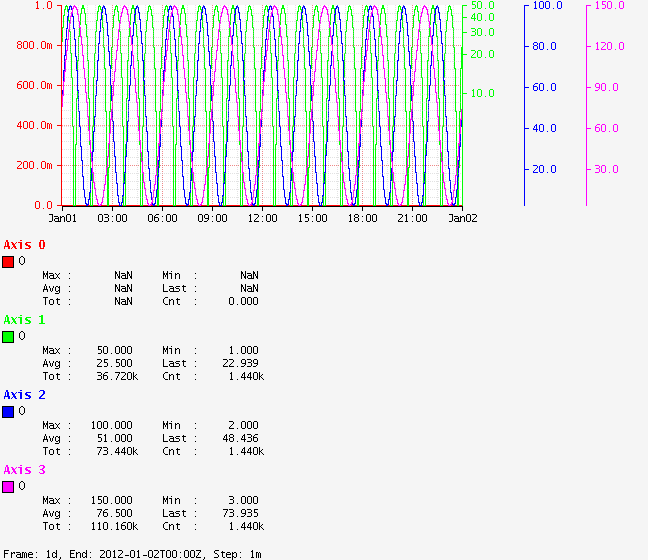 1.0 50.0 100.0 150.0
40.0
800.0m 30.0 80.0 120.0
20.0
600.0m 60.0 90.0
10.0
400.0m 40.0 60.0
200.0m 20.0 30.0
0.0
Jan01 03:00 06:00 09:00 12:00 15:00 18:00 21:00 Jan02
Axis 0
0
Max : NaN Min : NaN
Avg : NaN Last : NaN
Tot : NaN Cnt : 0.000
Axis 1
0
Max : 50.000 Min : 1.000
Avg : 25.500 Last : 22.939
Tot : 36.720k Cnt : 1.440k
Axis 2
0
Max : 100.000 Min : 2.000
Avg : 51.000 Last : 48.436
Tot : 73.440k Cnt : 1.440k
Axis 3
0
Max : 150.000 Min : 3.000
Avg : 76.500 Last : 73.935
Tot : 110.160k Cnt : 1.440k
Frame: 1d, End: 2012-01-02T00:00Z, Step: 1m